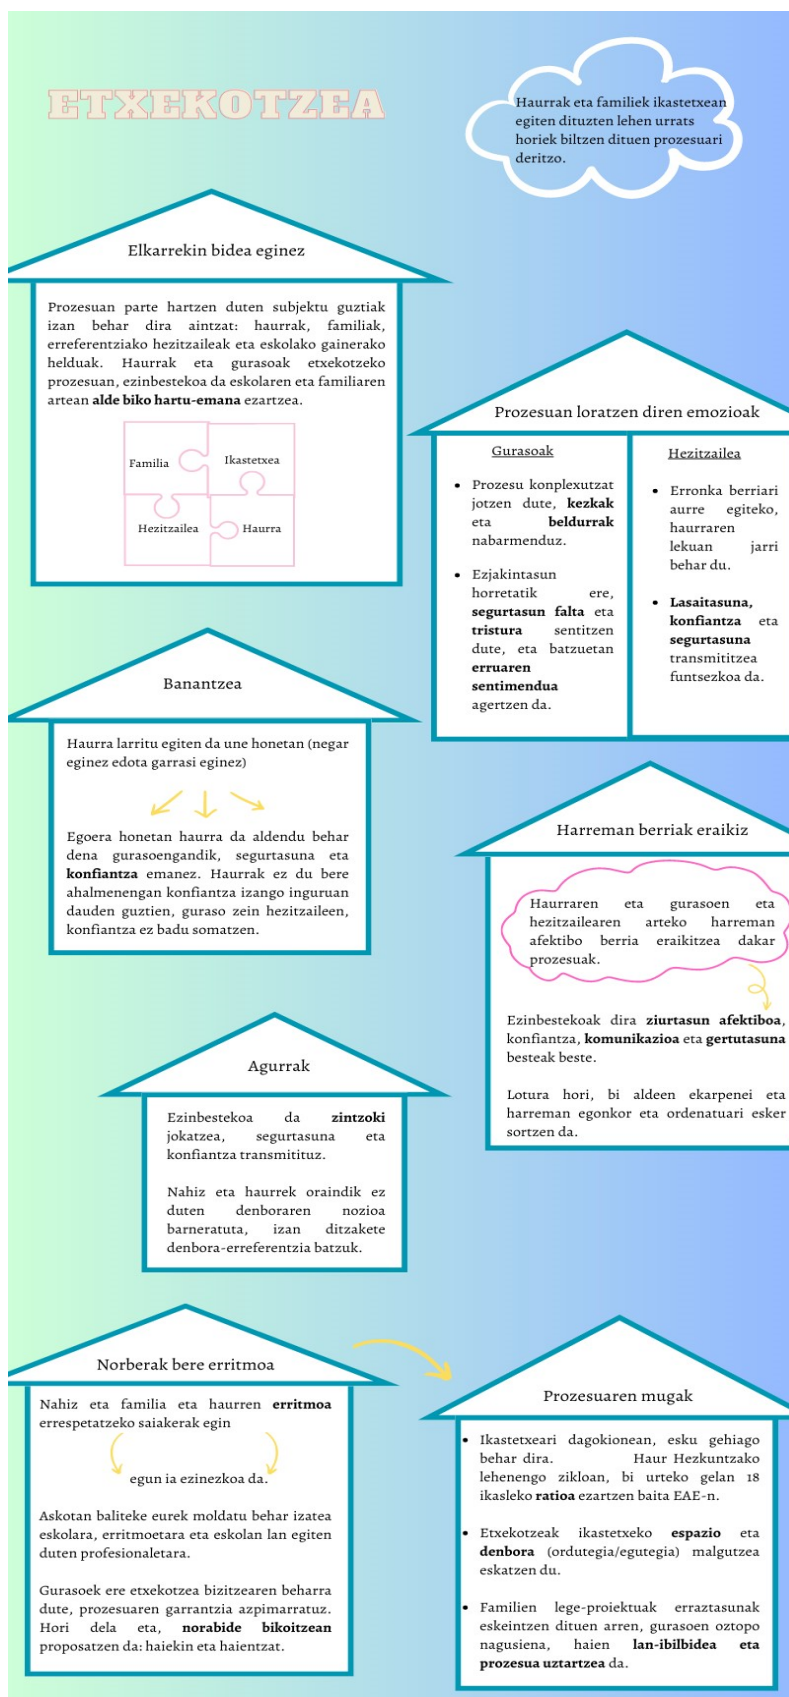 ETXEKOTZEA
Haurrak eta familiek ikastetxean
egiten dituzten lehen urrats
horiek biltzen dituen prozesuari
deritzo.
Elkarrekin bidea eginez
Prozesuan parte hartzen duten subjektu guztiak
izan behar dira aintzat: haurrak, familiak,
erreferentziako hezitzaileak eta eskolako gainerako
helduak. Haurrak eta gurasoak etxekotzeko
prozesuan, ezinbestekoa da eskolaren eta familiaren
artean alde biko hartu-emana ezartzea.
Familia
Ikastetxea
Hezitzailea
Haurra
Prozesuan loratzen diren emozioak
Gurasoak
• Prozesu konplexutzat
jotzen dute, kezkak
eta beldurrak
nabarmenduz.
• Ezjakintasun
horretatik ere,
segurtasun falta eta
tristura sentitzen
dute, eta batzuetan
erruaren
sentimendua
agertzen da.
Hezitzailea
• Erronka berriari
aurre egiteko,
haurraren
lekuan jarri
behar du.
• Lasaitasuna,
konfiantza eta
segurtasuna
transmititzea
funtsezkoa da.
Banantzea
Haurra larritu egiten da une honetan (negar
eginez edota garrasi eginez)
Egoera honetan haurra da aldendu behar
dena gurasoengandik, segurtasuna eta
konfiantza emanez. Haurrak ez du bere
ahalmenengan konfiantza izango inguruan
dauden guztien, guraso zein hezitzaileen,
konfiantza ez badu somatzen.
Harreman berriak eraikiz
Haurraren eta gurasoen eta
hezitzailearen arteko harreman
afektibo berria eraikitzea dakar
prozesuak.
Ezinbestekoak dira ziurtasun afektiboa,
konfiantza, komunikazioa eta gertutasuna
besteak beste.
Lotura hori, bi aldeen ekarpenei eta
harreman egonkor eta ordenatuari esker
sortzen da.
Agurrak
Ezinbestekoa da zintzoki
jokatzea, segurtasuna eta
konfiantza transmitituz.
Nahiz eta haurrek oraindik ez
duten denboraren nozioa
barneratuta, izan ditzakete
denbora-erreferentzia batzuk.
Norberak bere erritmoa
Nahiz eta familia eta haurren erritmoa
errespetatzeko saiakerak egin
egun ia ezinezkoa da.
Askotan baliteke eurek moldatu behar izatea
eskolara, erritmoetara eta eskolan lan egiten
duten profesionaletara.
Gurasoek ere etxekotzea bizitzearen beharra
dute, prozesuaren garrantzia azpimarratuz.
Hori dela eta, norabide bikoitzean
proposatzen da: haiekin eta haientzat.
Prozesuaren mugak
• Ikastetxeari dagokionean, esku gehiago
behar dira. Haur Hezkuntzako
lehenengo zikloan, bi urteko gelan 18
ikasleko ratioa ezartzen baita EAE-n.
• Etxekotzeak ikastetxeko espazio eta
denbora (ordutegia/egutegia) malgutzea
eskatzen du.
• Familien lege-proiektuak erraztasunak
eskeintzen dituen arren, gurasoen oztopo
nagusiena, haien lan-ibilbidea eta
prozesua uztartzea da.